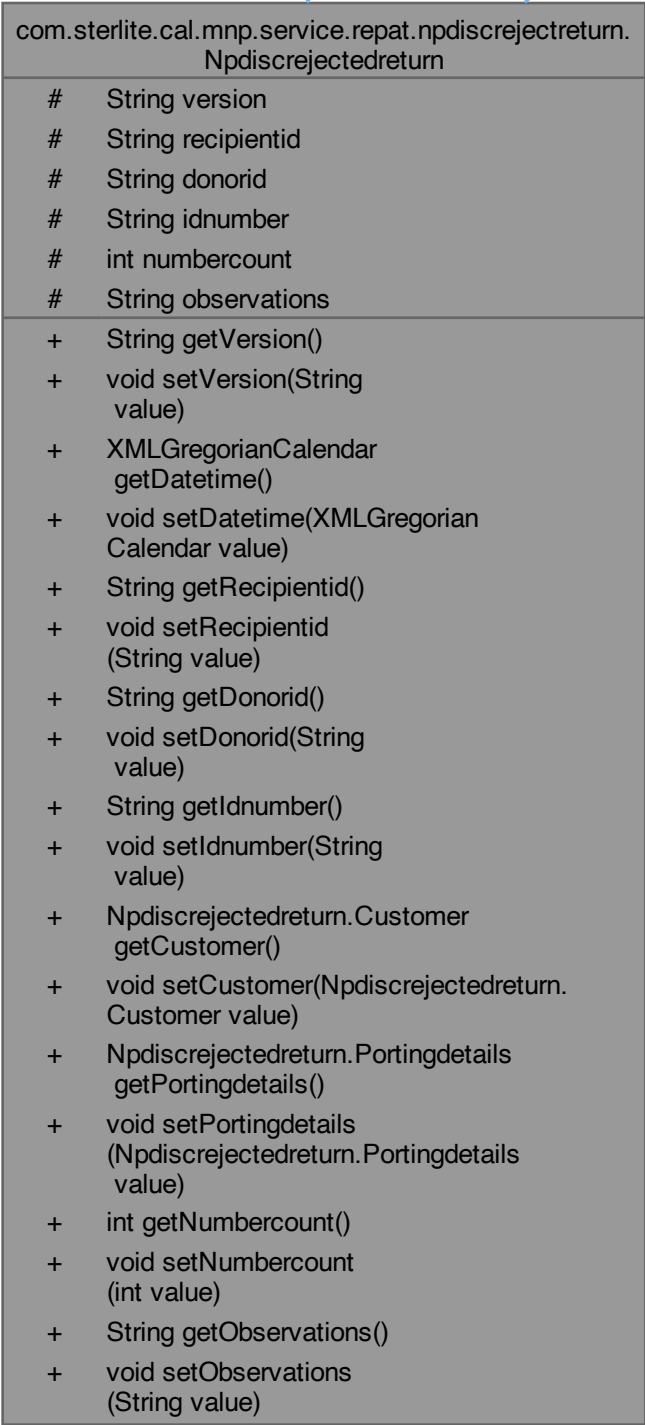 com.sterlite.cal.mnp.service.repat.npdiscrejectreturn.
Npdiscrejectedreturn
# String version
# String recipientid
# String donorid
# String idnumber
# int numbercount
# String observations
+ String getVersion()
+ void setVersion(String
value)
+ XMLGregorianCalendar
getDatetime()
+ void setDatetime(XMLGregorian
Calendar value)
+ String getRecipientid()
+ void setRecipientid
(String value)
+ String getDonorid()
+ void setDonorid(String
value)
+ String getIdnumber()
+ void setIdnumber(String
value)
+ Npdiscrejectedreturn.Customer
getCustomer()
+ void setCustomer(Npdiscrejectedreturn.
Customer value)
+ Npdiscrejectedreturn.Portingdetails
getPortingdetails()
+ void setPortingdetails
(Npdiscrejectedreturn.Portingdetails
value)
+ int getNumbercount()
+ void setNumbercount
(int value)
+ String getObservations()
+ void setObservations
(String value)